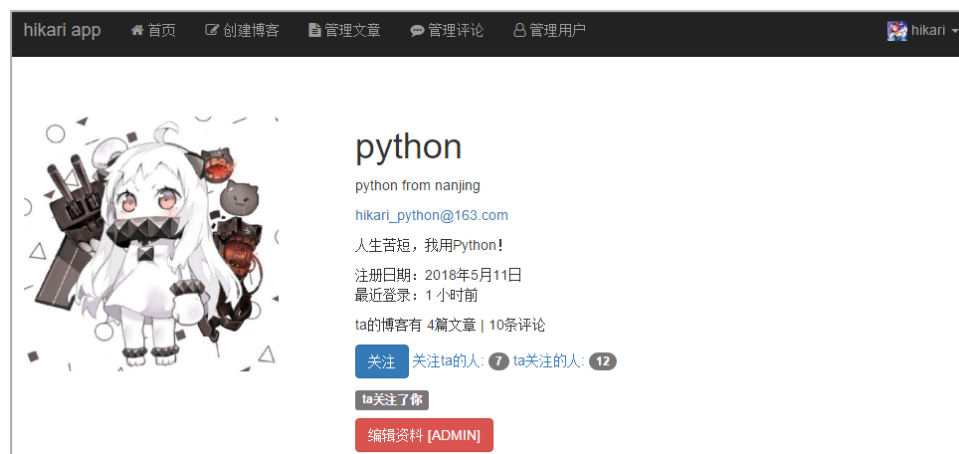 hikari app 首页 创建博客 管理文章 管理评论 管理用户 hikari
python
python from nanjing
hikari_python@163.com
人生苦短，我用Python！
注册日期：2018年5月11日
最近登录：1 小时前
ta的博客有 4篇文章 | 10条评论
关注 关注ta的人: 7 ta关注的人: 12
ta关注了你
编辑资料 [ADMIN]